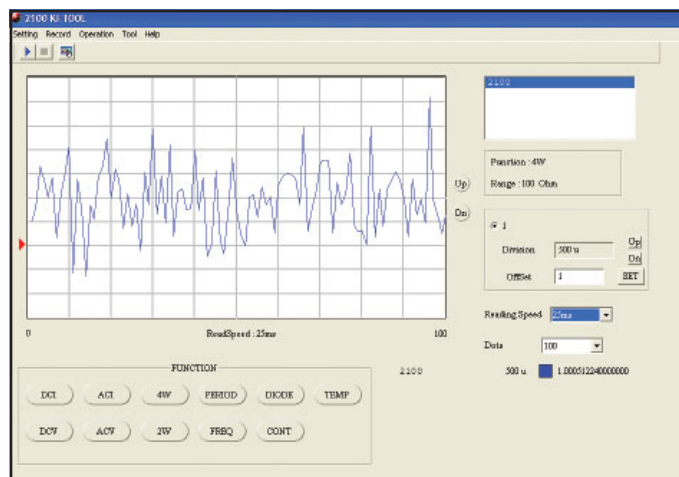 2100 KI TOOL
Setting Record Operation Tool Help
2100
Function : 4W
Range : 100 Ohm
Up
Dn
1
Division 500 u Up
Dn
OffSet 1 SET
Reading Speed 25ms
0 ReadSpeed : 25ms 100
Dots 100
FUNCTION
2100 500 u 1.000512240000000
DCI ACI 4W PERIOD DIODE TEMP
DCV ACV 2W FREQ CONT